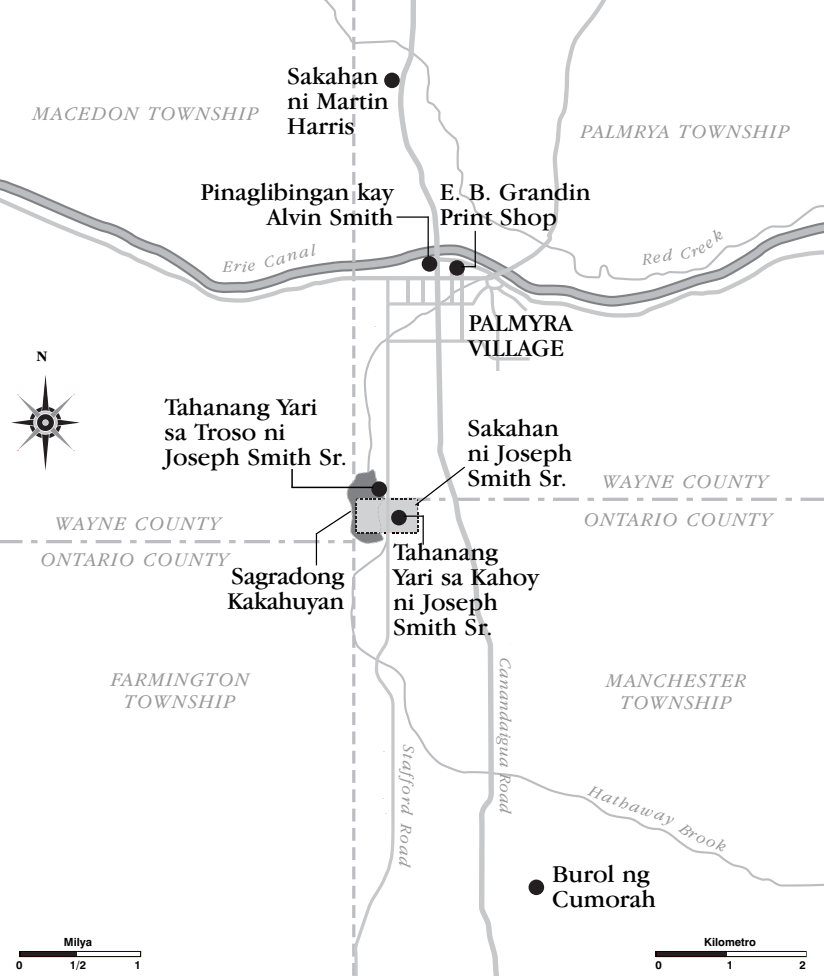 Sakahan
ni Martin
Harris
MACEDON TOWNSHIP
PALMRYA TOWNSHIP
Pinaglibingan kay
Alvin Smith
E. B. Grandin
Print Shop
Erie Canal
Red Creek
PALMYRA
VILLAGE
N
Tahanang Yari
sa Troso ni
Joseph Smith Sr.
Sakahan
ni Joseph
Smith Sr.
WAYNE COUNTY
ONTARIO COUNTY
WAYNE COUNTY
ONTARIO COUNTY
Sagradong
Kakahuyan
Tahanang
Yari sa Kahoy
ni Joseph
Smith Sr.
FARMINGTON
TOWNSHIP
MANCHESTER
TOWNSHIP
Canandaigua Road
Stafford Road
Hathaway Brook
Burol ng
Cumorah
Milya
0 1/2 1
Kilometro
0 1 2